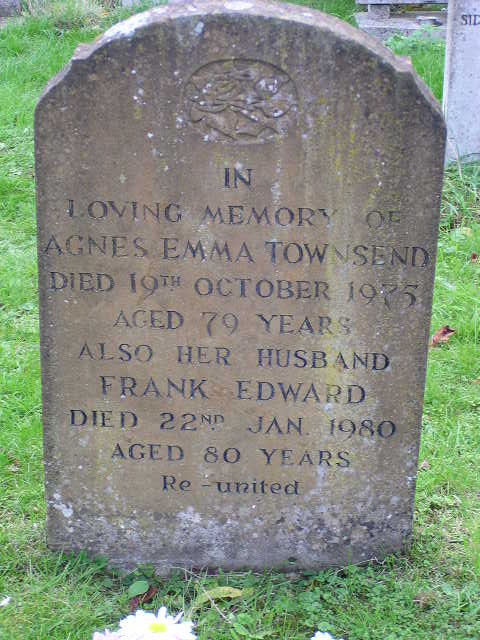 IN
LOVING MEMORY OF
AGNES EMMA TOWNSEND
DIED 19TH OCTOBER 1975
AGED 79 YEARS
ALSO HER HUSBAND
FRANK EDWARD
DIED 22ND JAN. 1980
AGED 80 YEARS
Re-united
SID